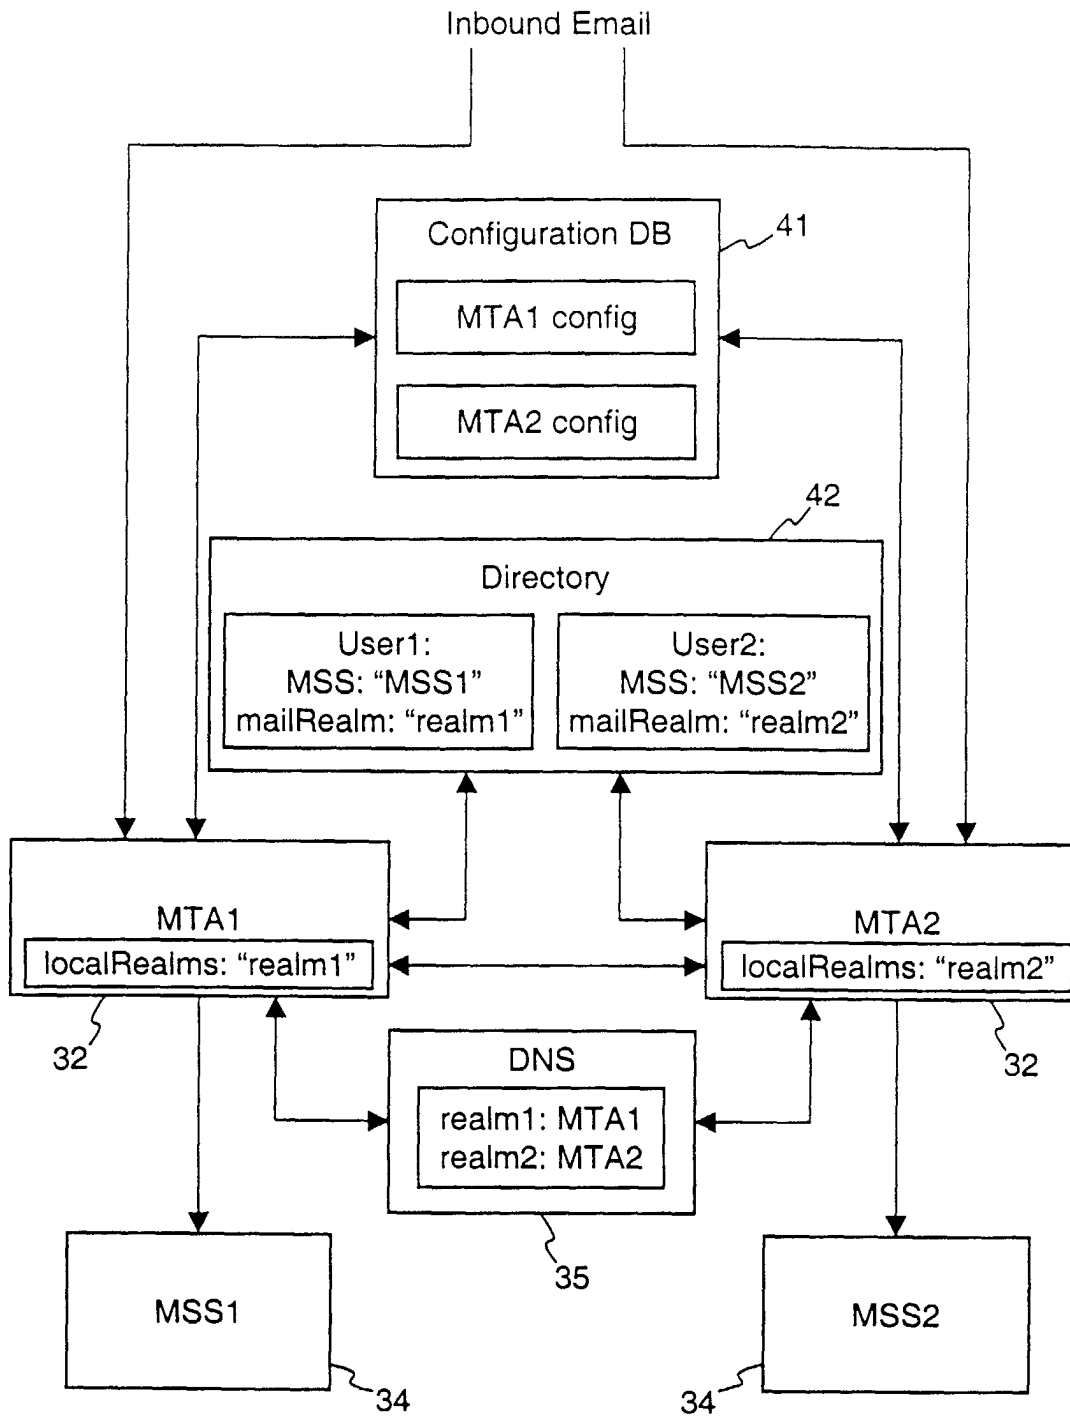 Inbound Email
41
Configuration DB
MTA1 config
MTA2 config
42
Directory
User1:
MSS: “MSS1”
mailRealm: “realm1”
User2:
MSS: “MSS2”
mailRealm: “realm2”
MTA1
localRealms: “realm1”
MTA2
localRealms: “realm2”
32
32
DNS
realm1: MTA1
realm2: MTA2
35
MSS1
34
MSS2
34